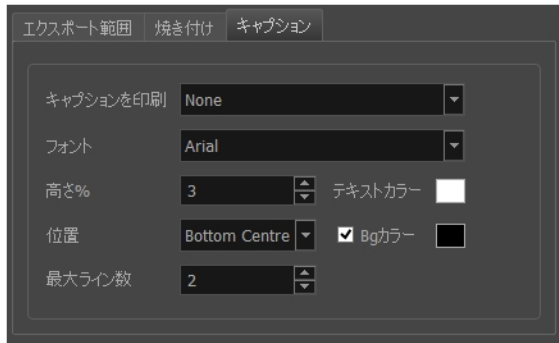 エクスポート範囲 焼き付け キャプション
キャプションを印刷 None
フォント Arial
高さ% 3 テキストカラー
位置 Bottom Centre Bgカラー
最大ライン数 2